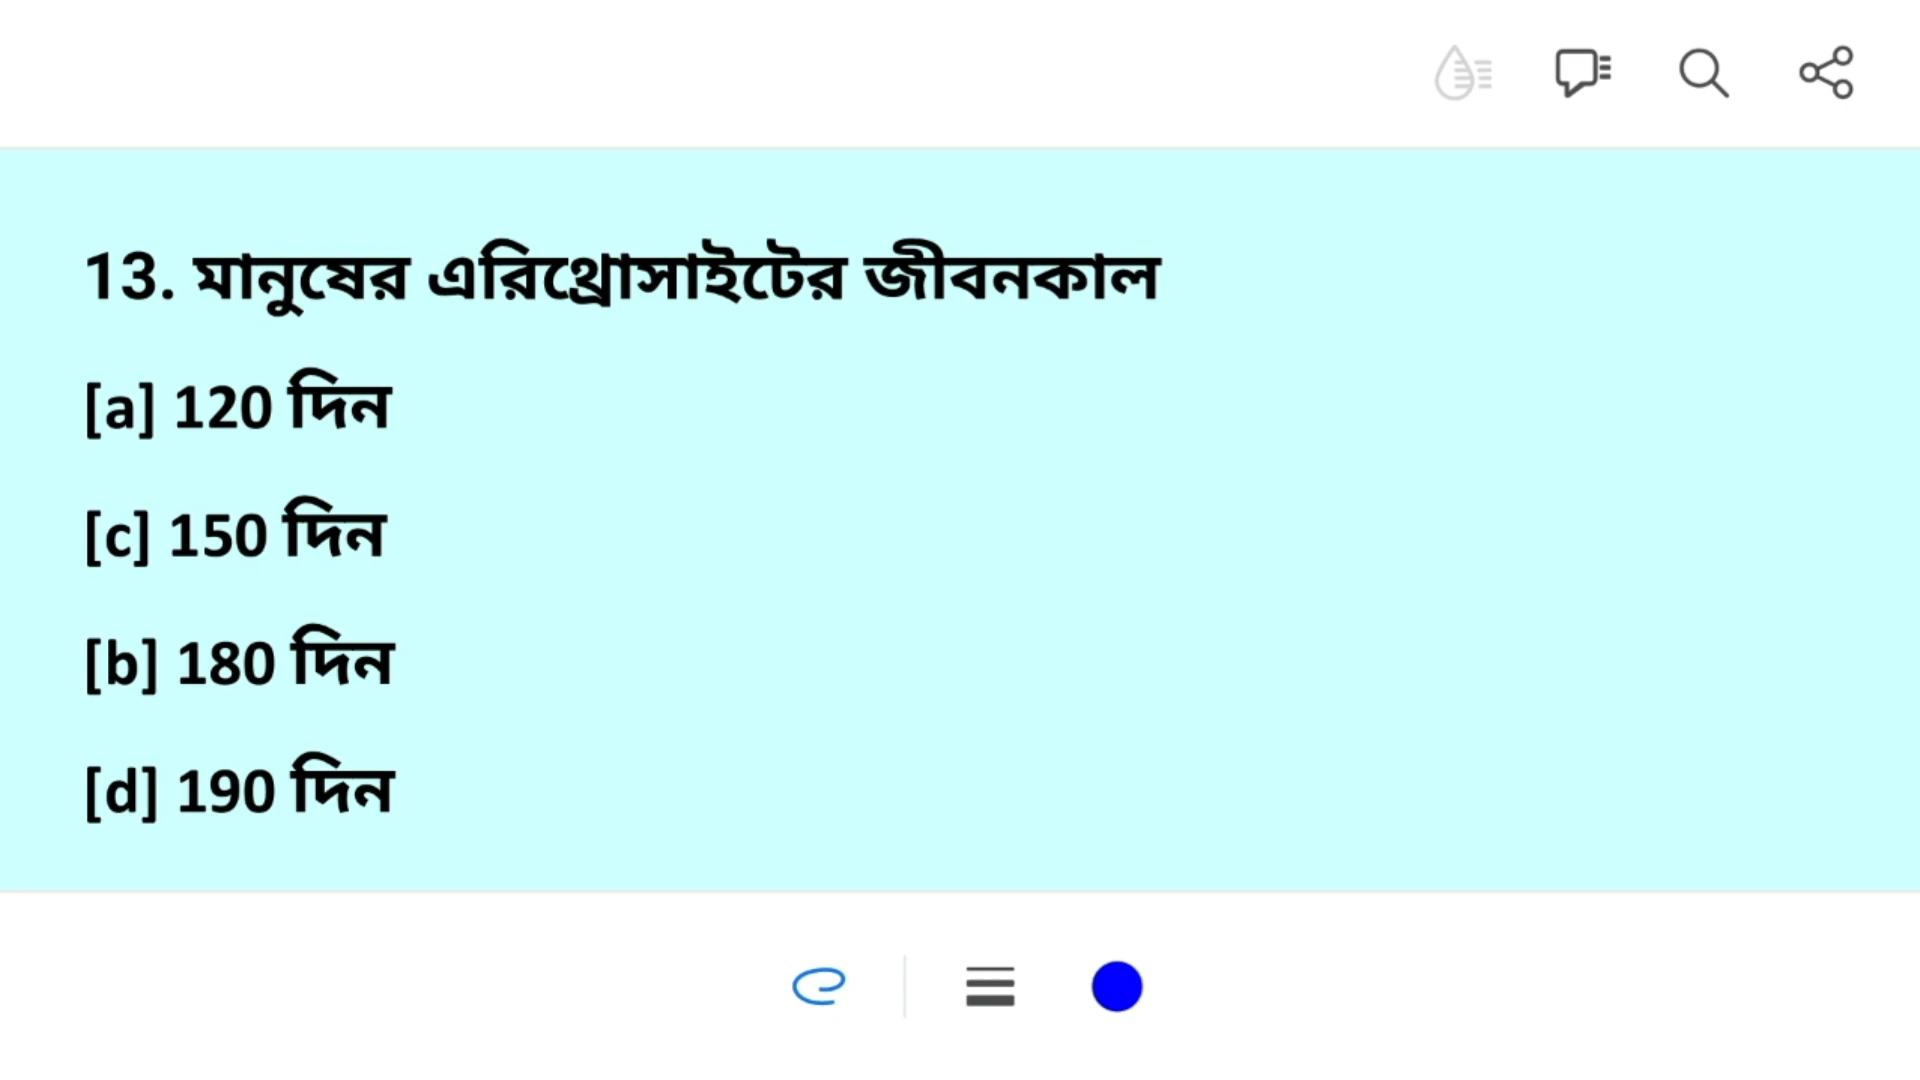 13. মানুষের এরিথ্রোসাইটের জীবনকাল
[a] 120 দিন
[c] 150 দিন
[b] 180 দিন
[d] 190 দিন